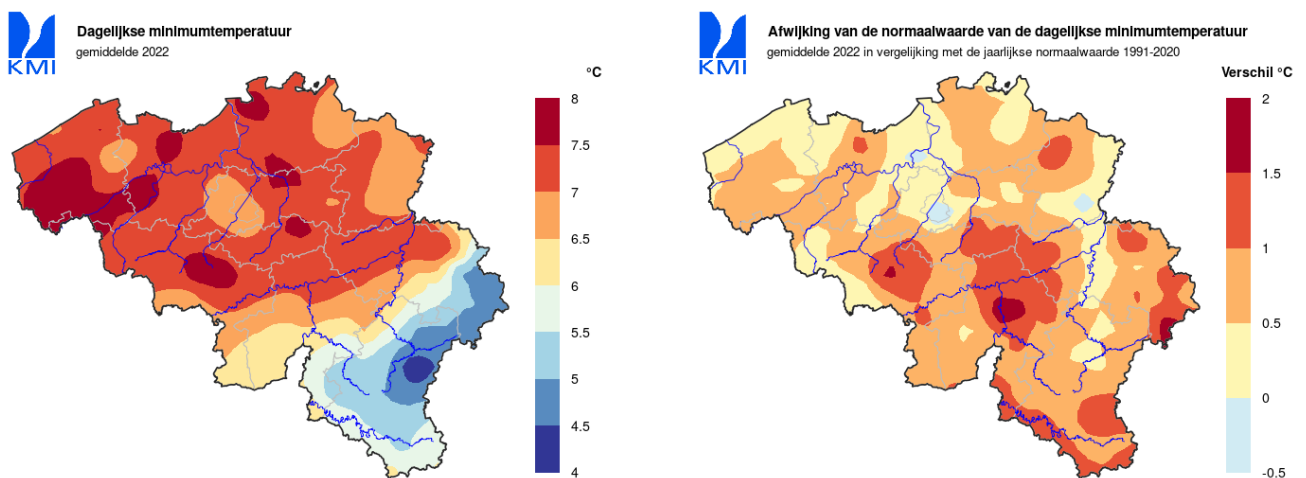 KMI
Dagelijkse minimumtemperatuur
gemiddelde 2022
°C
8
7.5
7
6.5
6
5.5
5
4.5
4
KMI
Afwijking van de normaalwaarde van de dagelijkse minimumtemperatuur
gemiddelde 2022 in vergelijking met de jaarlijkse normaalwaarde 1991-2020
Verschil °C
2
1.5
1
0.5
0
-0.5